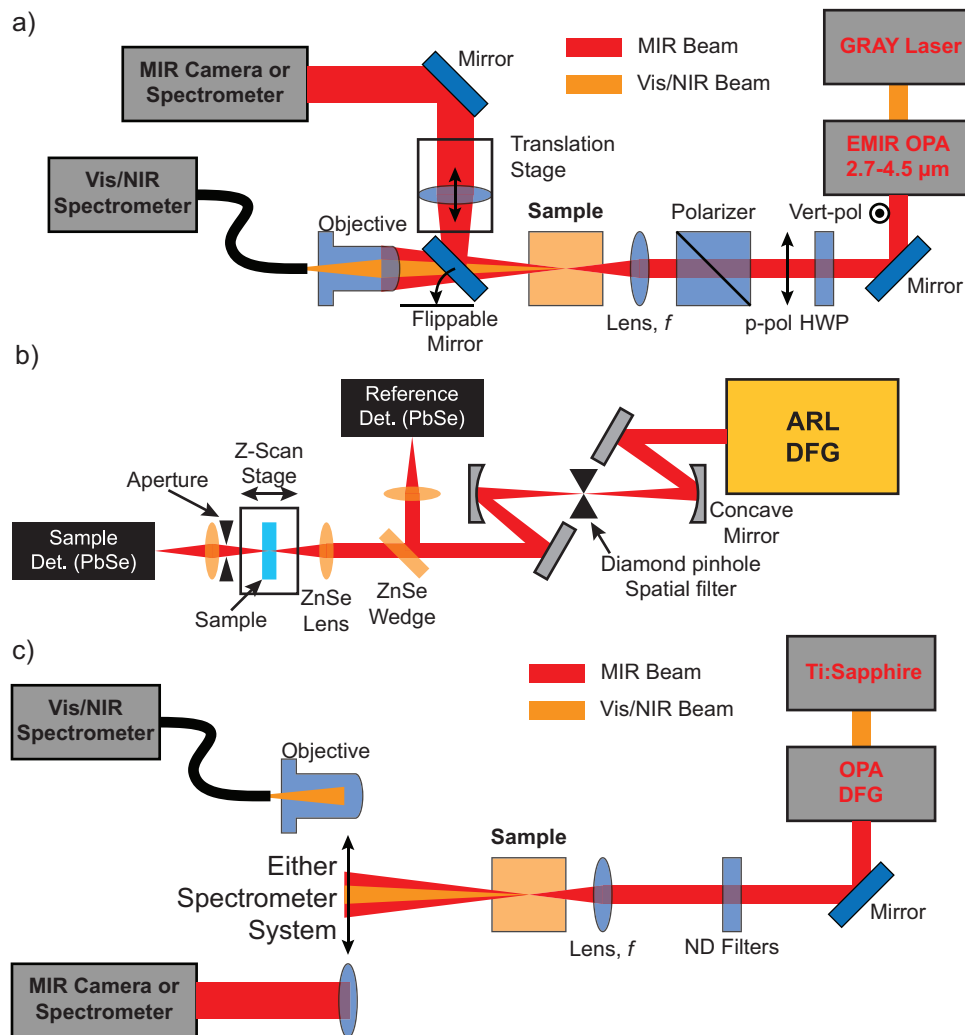 a)
MIR Camera or
Spectrometer
Mirror
MIR Beam
Vis/NIR Beam
GRAY Laser
EMIR OPA
2.7-4.5 µm
Vis/NIR
Spectrometer
Translation
Stage
Objective
Sample
Polarizer
Vert-pol
Flippable
Mirror
Lens, f
p-pol HWP
Mirror
b)
Reference
Det. (PbSe)
ARL
DFG
Z-Scan
Stage
Aperture
Concave
Mirror
Sample
Det. (PbSe)
Diamond pinhole
Spatial filter
Sample
ZnSe
Lens
ZnSe
Wedge
c)
MIR Beam
Vis/NIR Beam
Ti:Sapphire
Vis/NIR
Spectrometer
Objective
OPA
DFG
Sample
Either
Spectrometer
System
Lens, f
ND Filters
Mirror
MIR Camera or
Spectrometer